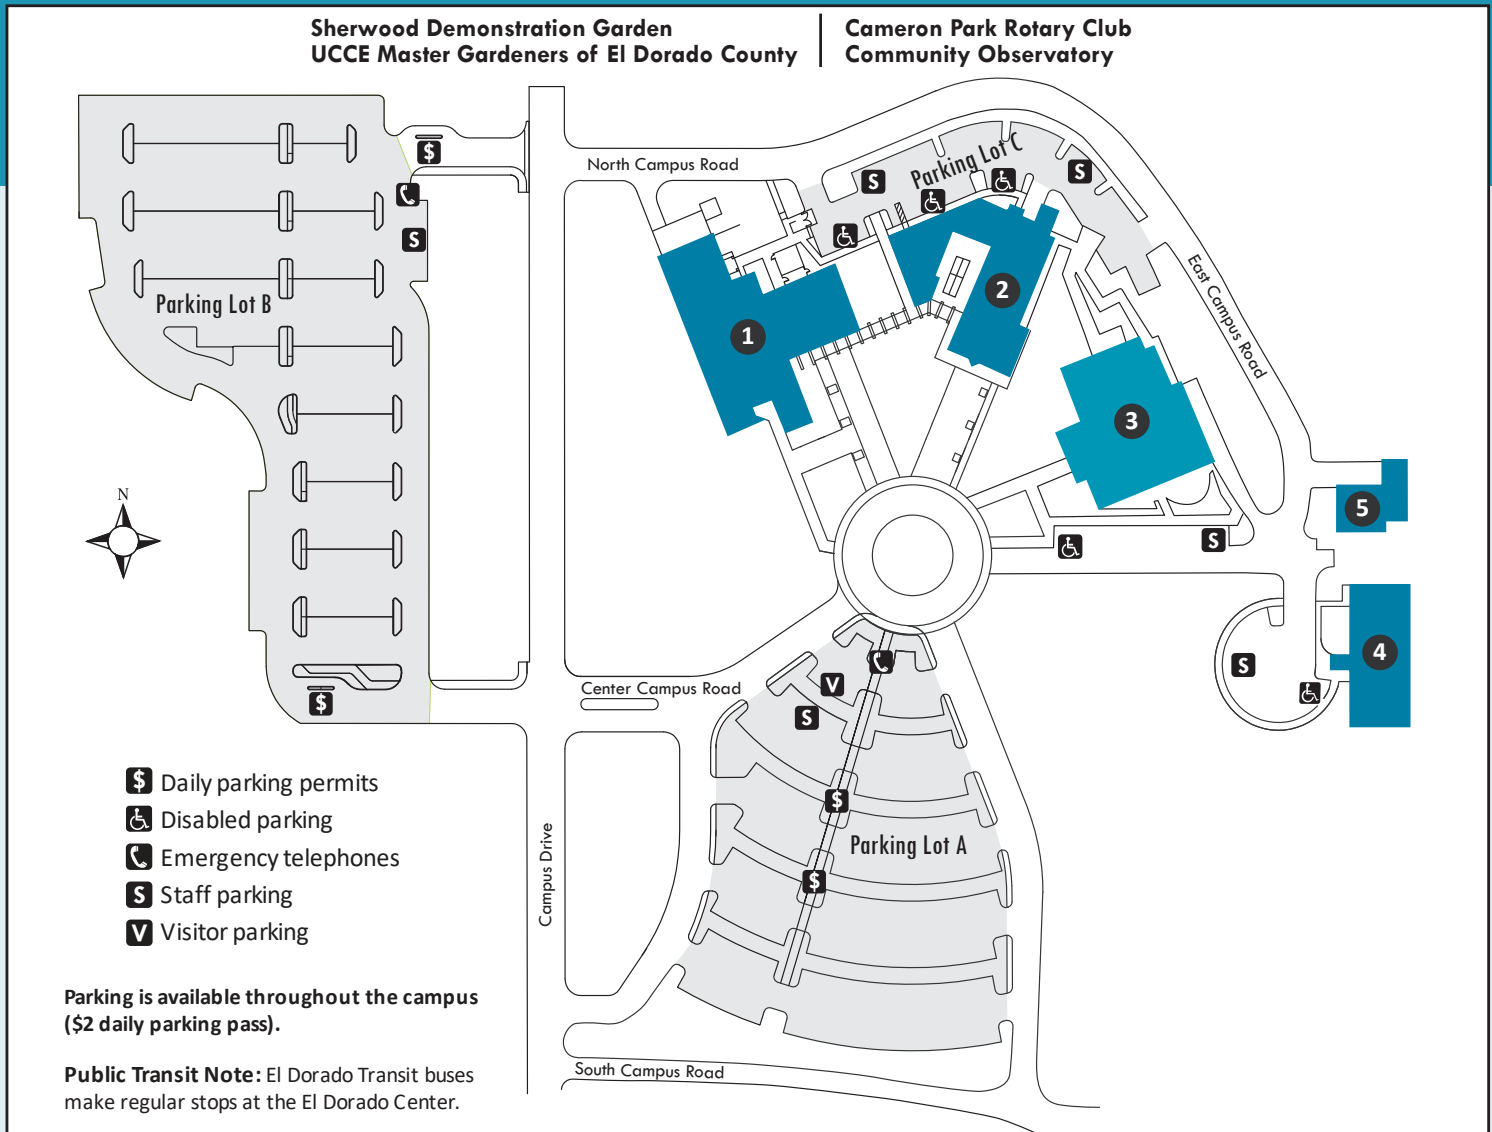 Sherwood Demonstration Garden
UCCE Master Gardeners of El Dorado County
Cameron Park Rotary Club
Community Observatory
North Campus Road
Parking Lot C
$
S
S
S
East Campus Road
Parking Lot B
1
2
3
N
5
S
4
S
Center Campus Road
V
S
$
$
Parking Lot A
$
Campus Drive
$ Daily parking permits
Disabled parking
Emergency telephones
S Staff parking
V Visitor parking
Parking is available throughout the campus
($2 daily parking pass).
South Campus Road
Public Transit Note: El Dorado Transit buses
make regular stops at the El Dorado Center.